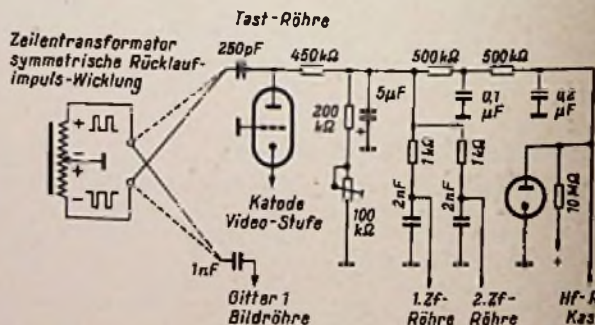 Tast-Röhre
Zeilentransformator
symmetrische Rücklauf-
impuls-Wicklung
250pF
450kΩ
500kΩ
500kΩ
5µF
+
0,1
µF
µF
200
kΩ
1kΩ
1kΩ
+
-
+
-
100
kΩ
2nF
2nF
10MΩ
+
Katode
Video-Stufe
1nF
Gitter 1
Bildröhre
1.Zf-
Röhre
2.Zf-
Röhre